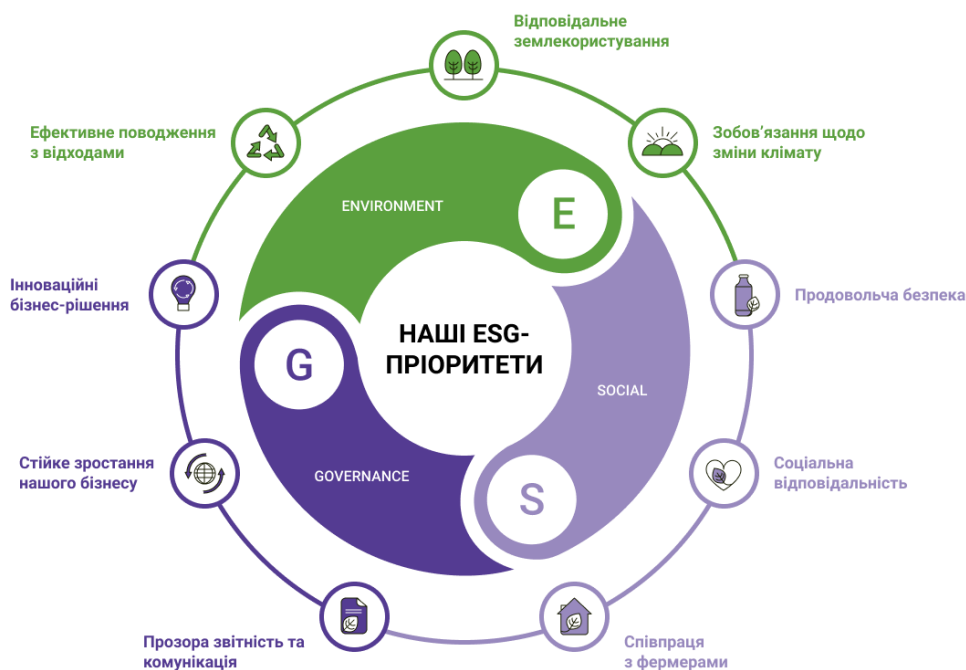 Відповідальне
землекористування
Ефективне поводження
з відходами
Зобов’язання щодо
зміни клімату
ENVIRONMENT
E
Інноваційні
бізнес-рішення
Продовольча безпека
НАШІ ESG-
ПРІОРИТЕТИ
G
SOCIAL
Стійке зростання
нашого бізнесу
GOVERNANCE
S
Соціальна
відповідальність
Прозора звітність та
комунікація
Співпраця
з фермерами